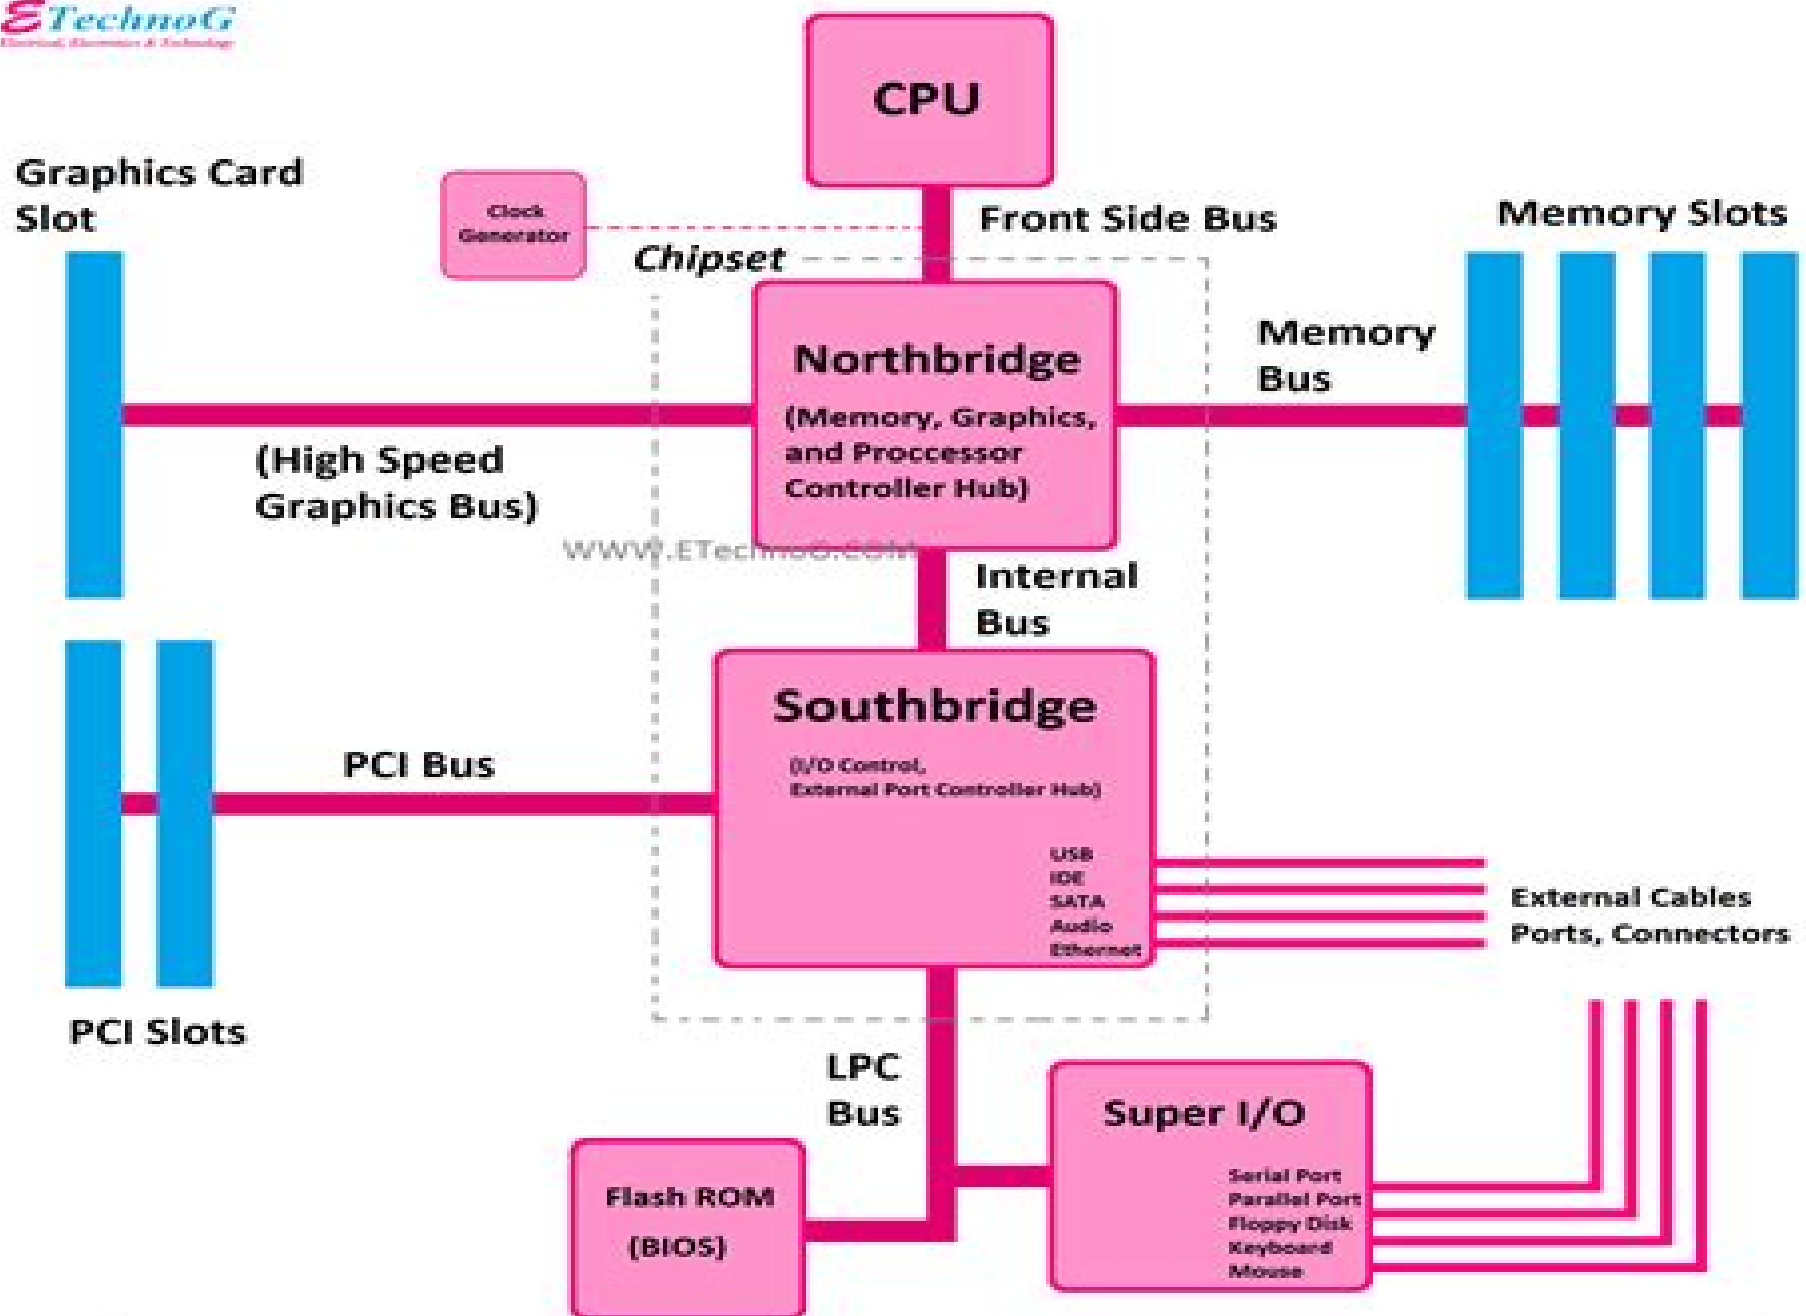 ETechnoG
Electrical, Electronics & Technology
CPU
Graphics Card
Slot
Clock
Generator
Front Side Bus
Memory Slots
Chipset
Northbridge
(Memory, Graphics,
and Proccessor
Controller Hub)
Memory
Bus
(High Speed
Graphics Bus)
WWW.ETechnoG.COM
Internal
Bus
Southbridge
(I/O Control,
External Port Controller Hub)
PCI Bus
USB
IDE
SATA
Audio
Ethernet
External Cables
Ports, Connectors
PCI Slots
LPC
Bus
Super I/O
Serial Port
Parallel Port
Floppy Disk
Keyboard
Mouse
Flash ROM
(BIOS)